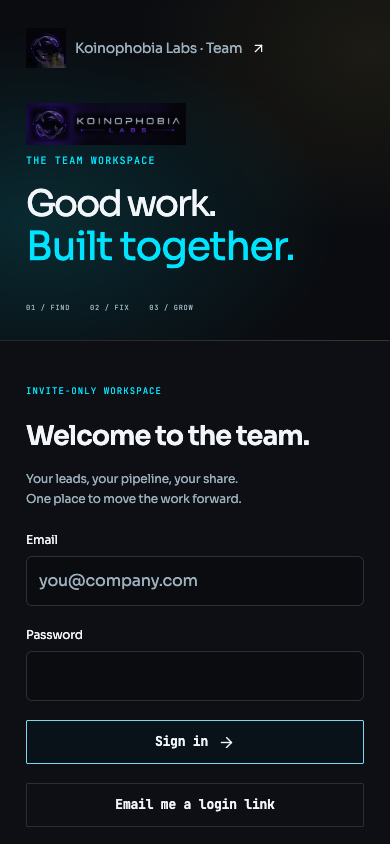 Koinophobia Labs · Team ↗
KOINOPHOBIA
LABS
THE TEAM WORKSPACE
Good work.
Built together.
01 / FIND 02 / FIX 03 / GROW
INVITE-ONLY WORKSPACE
Welcome to the team.
Your leads, your pipeline, your share.
One place to move the work forward.
Email
you@company.com
Password
Sign in →
Email me a login link